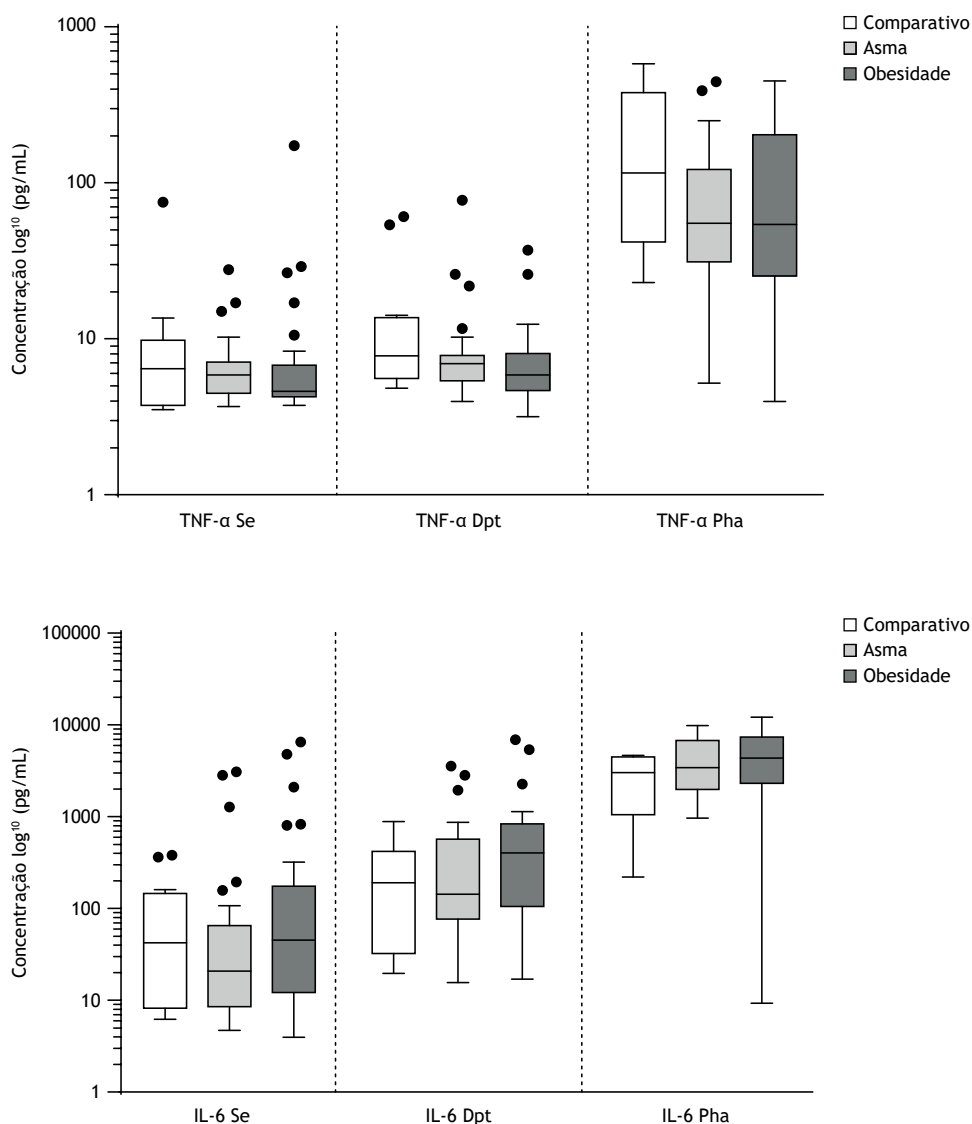 1000
100
10
1
Concentração log¹⁰ (pg/mL)
TNF-α Se
TNF-α Dpt
TNF-α Pha
Comparativo
Asma
Obesidade
100000
10000
1000
100
10
1
Concentração log¹⁰ (pg/mL)
IL-6 Se
IL-6 Dpt
IL-6 Pha
Comparativo
Asma
Obesidade